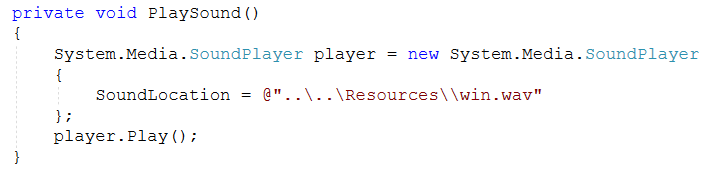 private void PlaySound()
{
    System.Media.SoundPlayer player = new System.Media.SoundPlayer
    {
        SoundLocation = @"..\..\Resources\\win.wav"
    };
    player.Play();
}